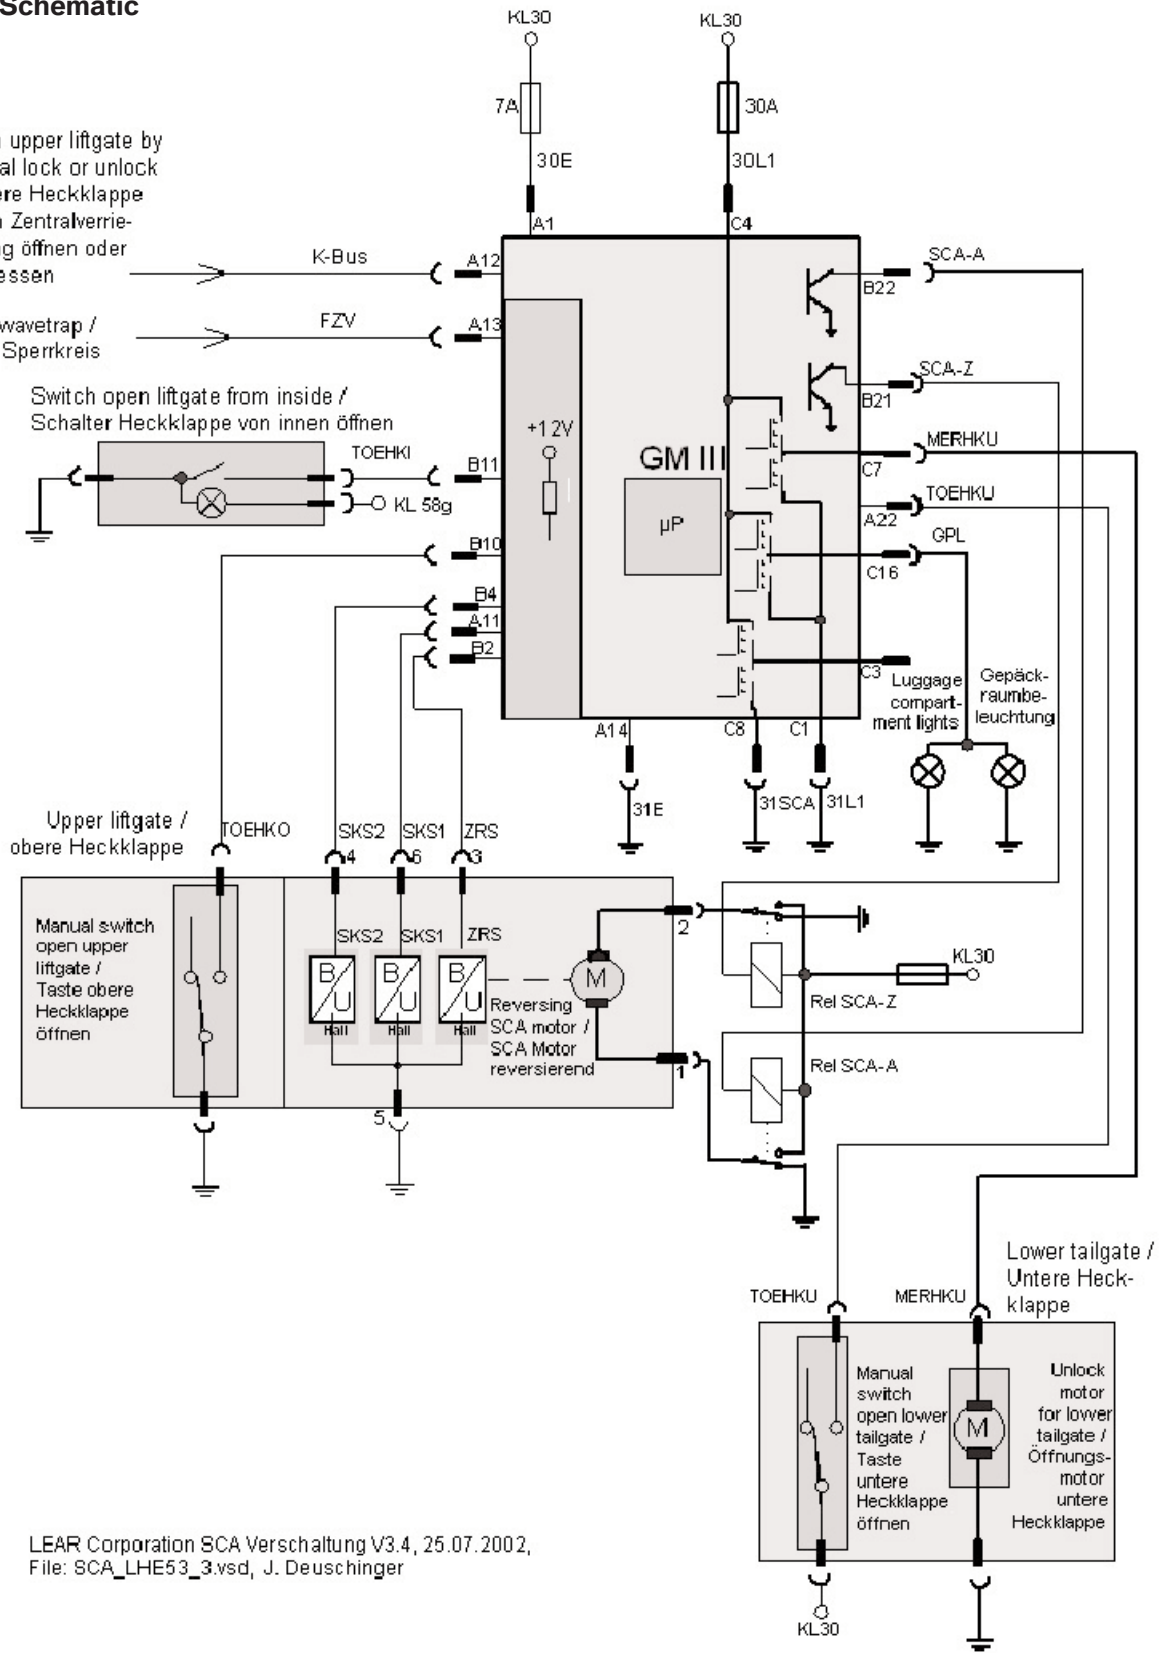 Schematic
KL30
KL30
7A
30A
30E
30L1
A1
C4
upper liftgate by
al lock or unlock
ere Heckklappe
Zentralverrie-
g öffnen oder
essen
K-Bus
A12
wavetrap /
Sperrkreis
FZV
A13
SCA-A
B22
SCA-Z
B21
Switch open liftgate from inside /
Schalter Heckklappe von innen öffnen
TOEHKI
B11
KL 58g
+12V
GM III
µP
MERHKU
C7
TOEHKU
A22
GPL
C16
B10
B4
A11
B2
C3
Luggage
compart-
ment lights
Gepäck-
raumbe-
leuchtung
A14
C8
C1
31E
31SCA
31L1
Upper liftgate /
obere Heckklappe
TOEHKO
SKS2
SKS1
ZRS
4
6
3
Manual switch
open upper
liftgate /
Taste obere
Heckklappe
öffnen
SKS2
SKS1
ZRS
B
U
Hall
B
U
Hall
B
U
Hall
M
Reversing
SCA motor /
SCA Motor
reversierend
2
1
5
KL30
Rel SCA-Z
Rel SCA-A
Lower tailgate /
Untere Heck-
klappe
TOEHKU
MERHKU
Manual
switch
open lower
tailgate /
Taste
untere
Heckklappe
öffnen
M
Unlock
motor
for lower
tailgate /
Öffnungs-
motor
untere
Heckklappe
KL30
LEAR Corporation SCA Verschaltung V3.4, 25.07.2002,
File: SCA_LHE53_3.vsd, J. Deuschinger